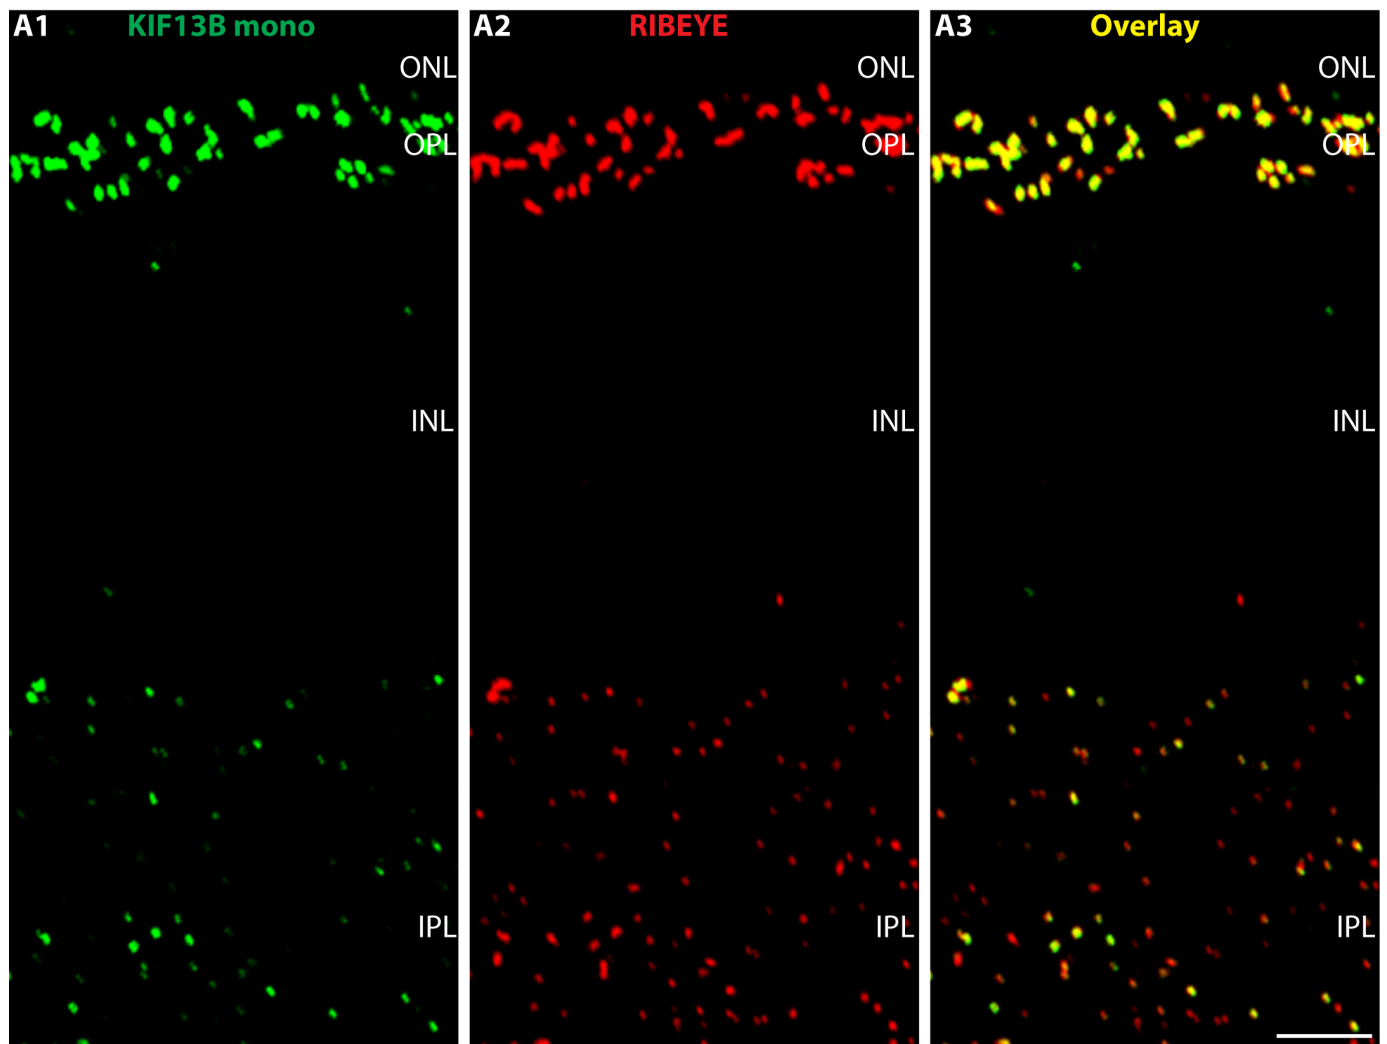 A1 KIF13B mono
ONL
OPL
INL
IPL
A2 RIBEYE
ONL
OPL
INL
IPL
A3 Overlay
ONL
OPL
INL
IPL